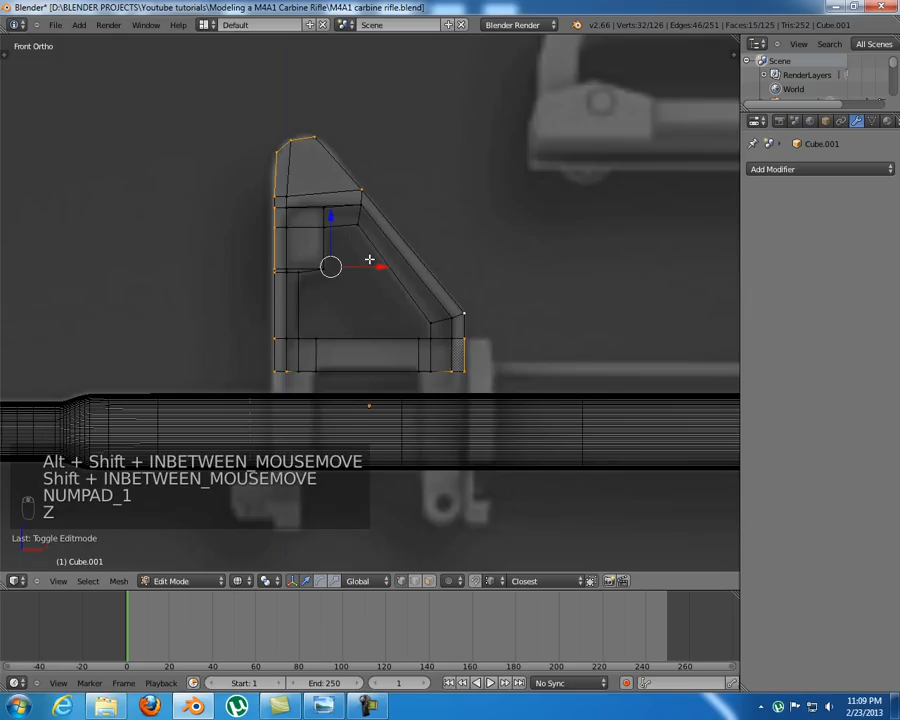 Blender* [D:\BLENDER PROJECTS\Youtube tutorials\Modeling a M4A1 Carbine Rifle\M4A1 carbine rifle.blend]
File Add Render Window Help Default Scene Blender Render v2.66 | Verts:32/126 | Edges:46/251 | Faces:15/125 | Tris:252 | Cube.001
Front Ortho
View Search All Scenes
Scene
RenderLayers
World
Cube.001
Add Modifier
Alt + Shift + INBETWEEN_MOUSEMOVE
Shift + INBETWEEN_MOUSEMOVE
NUMPAD_1
Z
Last: Toggle Editmode
(1) Cube.001
View Select Mesh Edit Mode Global Closest
-40 -20 0 20 40 60 80 100 120 140 160 180 200 220 240 260
View Marker Frame Playback Start: 1 End: 250 1 No Sync
11:09 PM
2/23/2013